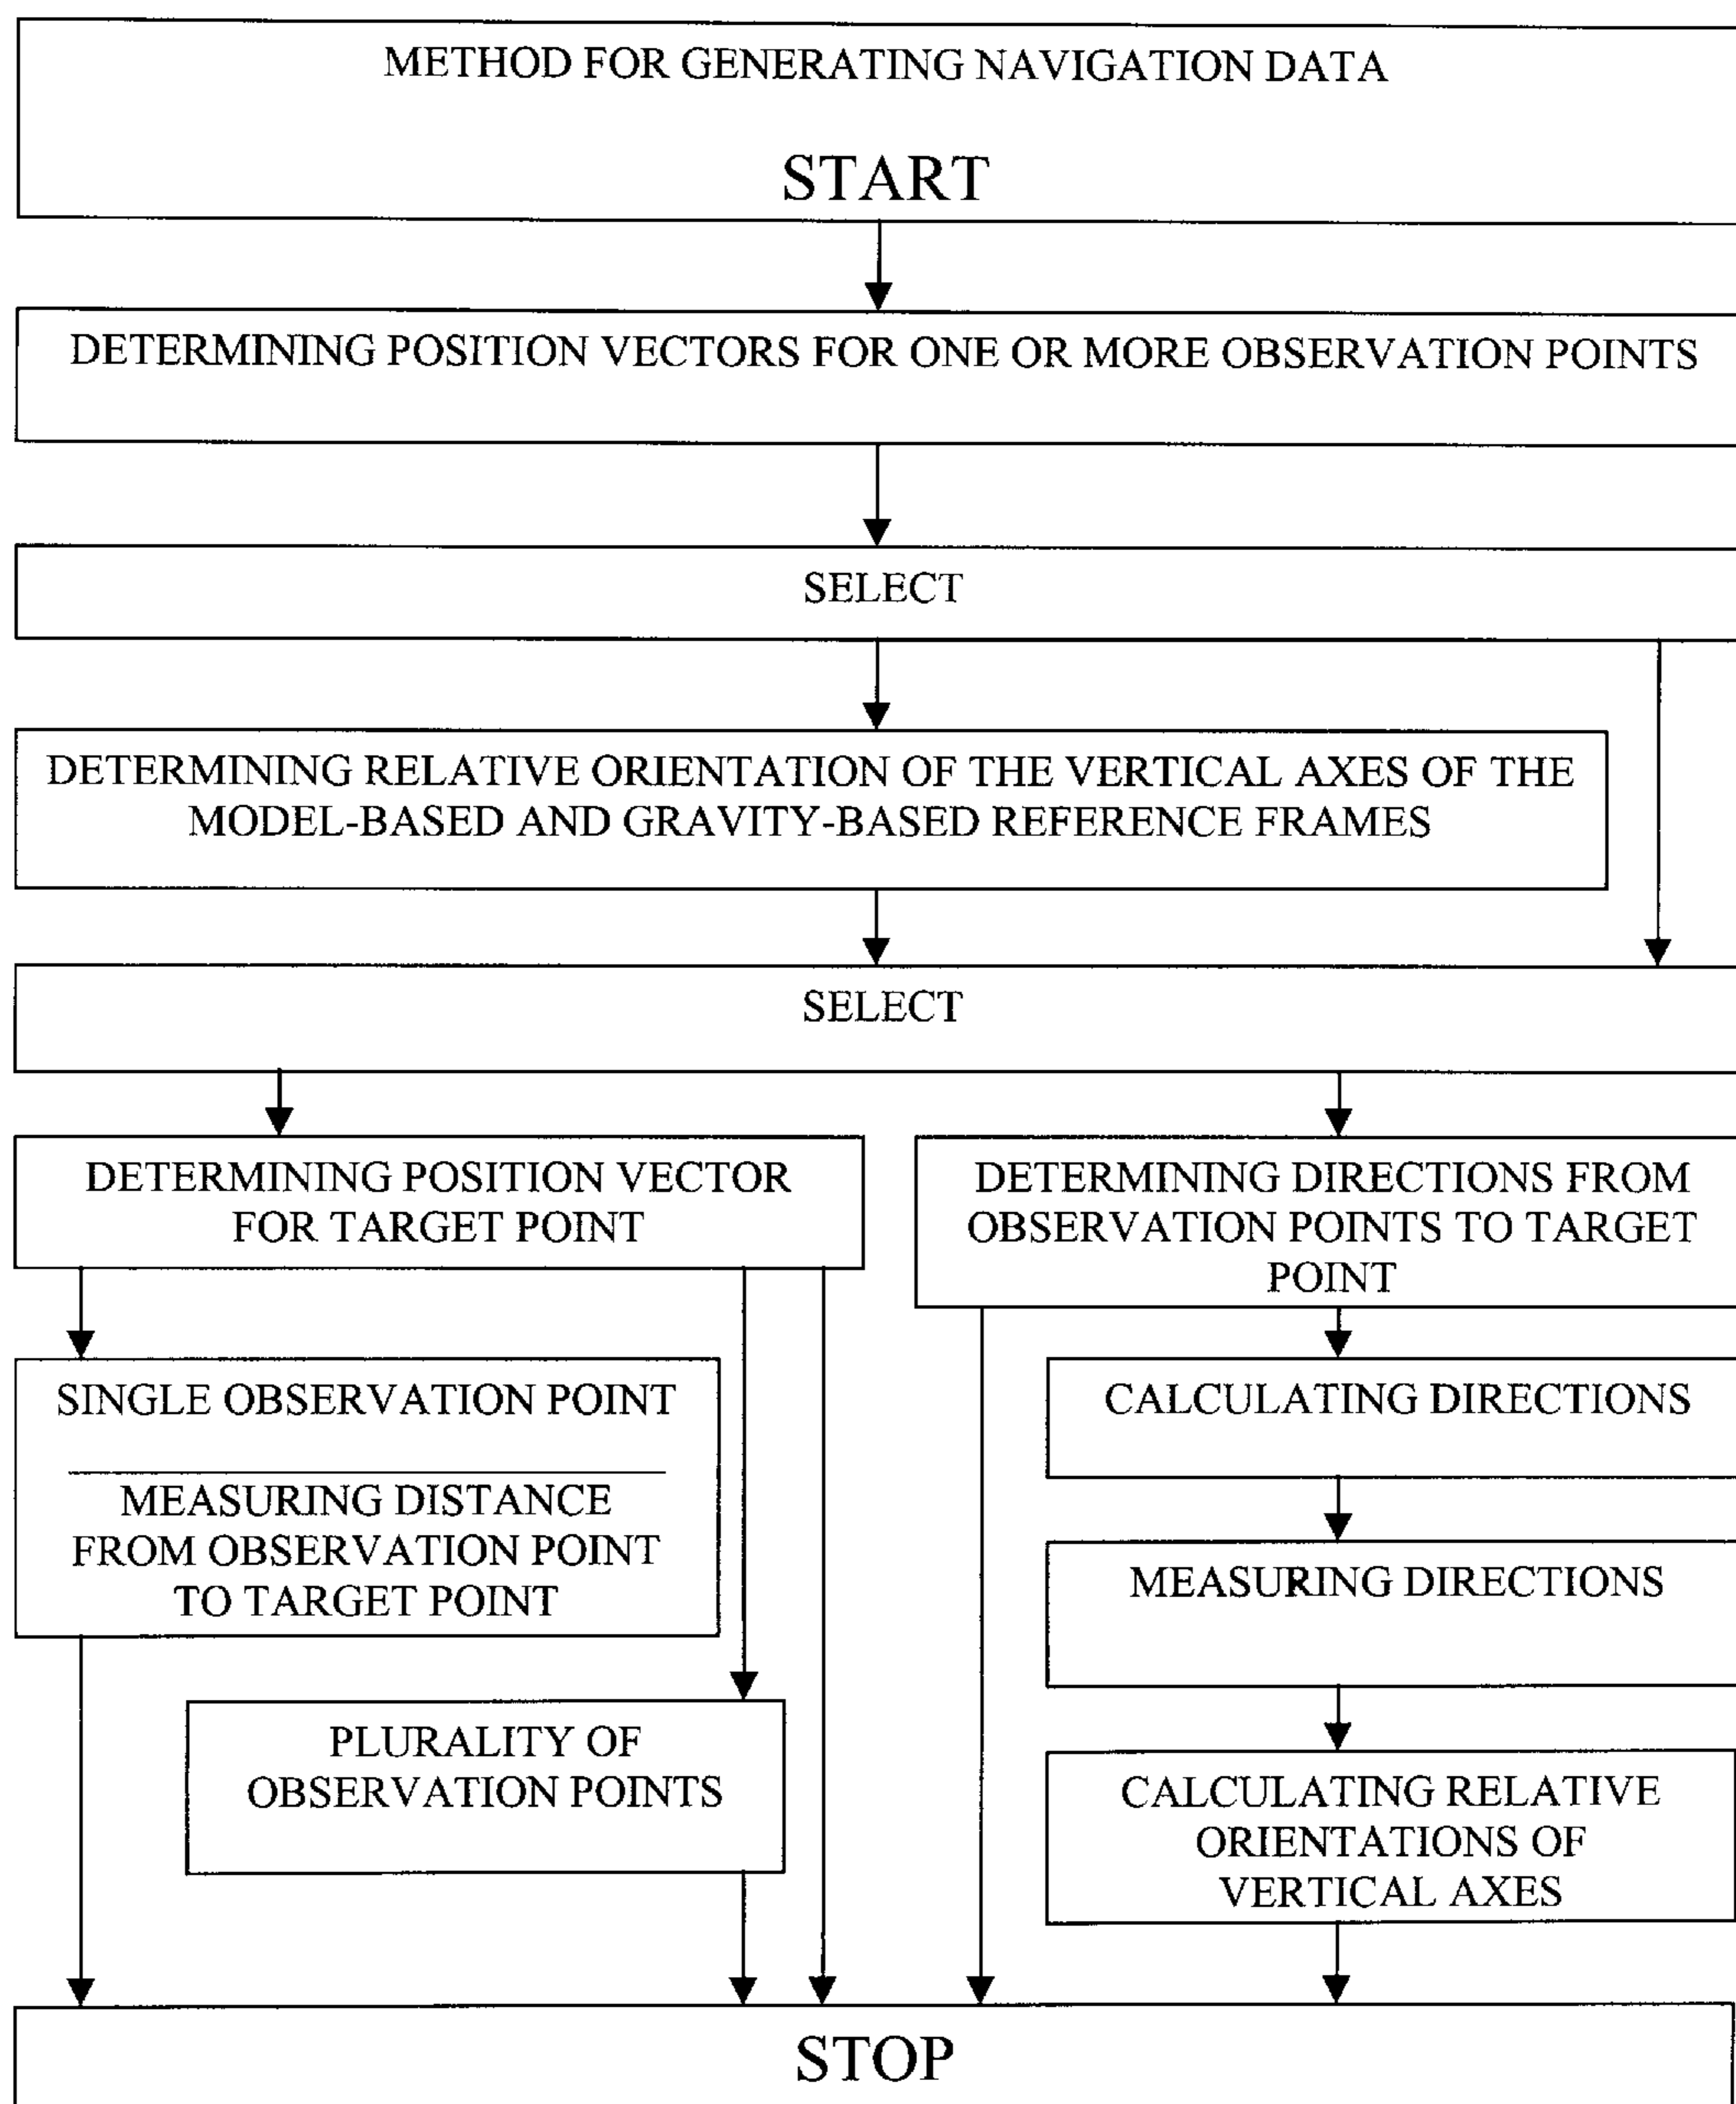 METHOD FOR GENERATING NAVIGATION DATA
START
DETERMINING POSITION VECTORS FOR ONE OR MORE OBSERVATION POINTS
SELECT
DETERMINING RELATIVE ORIENTATION OF THE VERTICAL AXES OF THE
MODEL-BASED AND GRAVITY-BASED REFERENCE FRAMES
SELECT
DETERMINING POSITION VECTOR
FOR TARGET POINT
SINGLE OBSERVATION POINT
MEASURING DISTANCE
FROM OBSERVATION POINT
TO TARGET POINT
PLURALITY OF
OBSERVATION POINTS
DETERMINING DIRECTIONS FROM
OBSERVATION POINTS TO TARGET
POINT
CALCULATING DIRECTIONS
MEASURING DIRECTIONS
CALCULATING RELATIVE
ORIENTATIONS OF
VERTICAL AXES
STOP